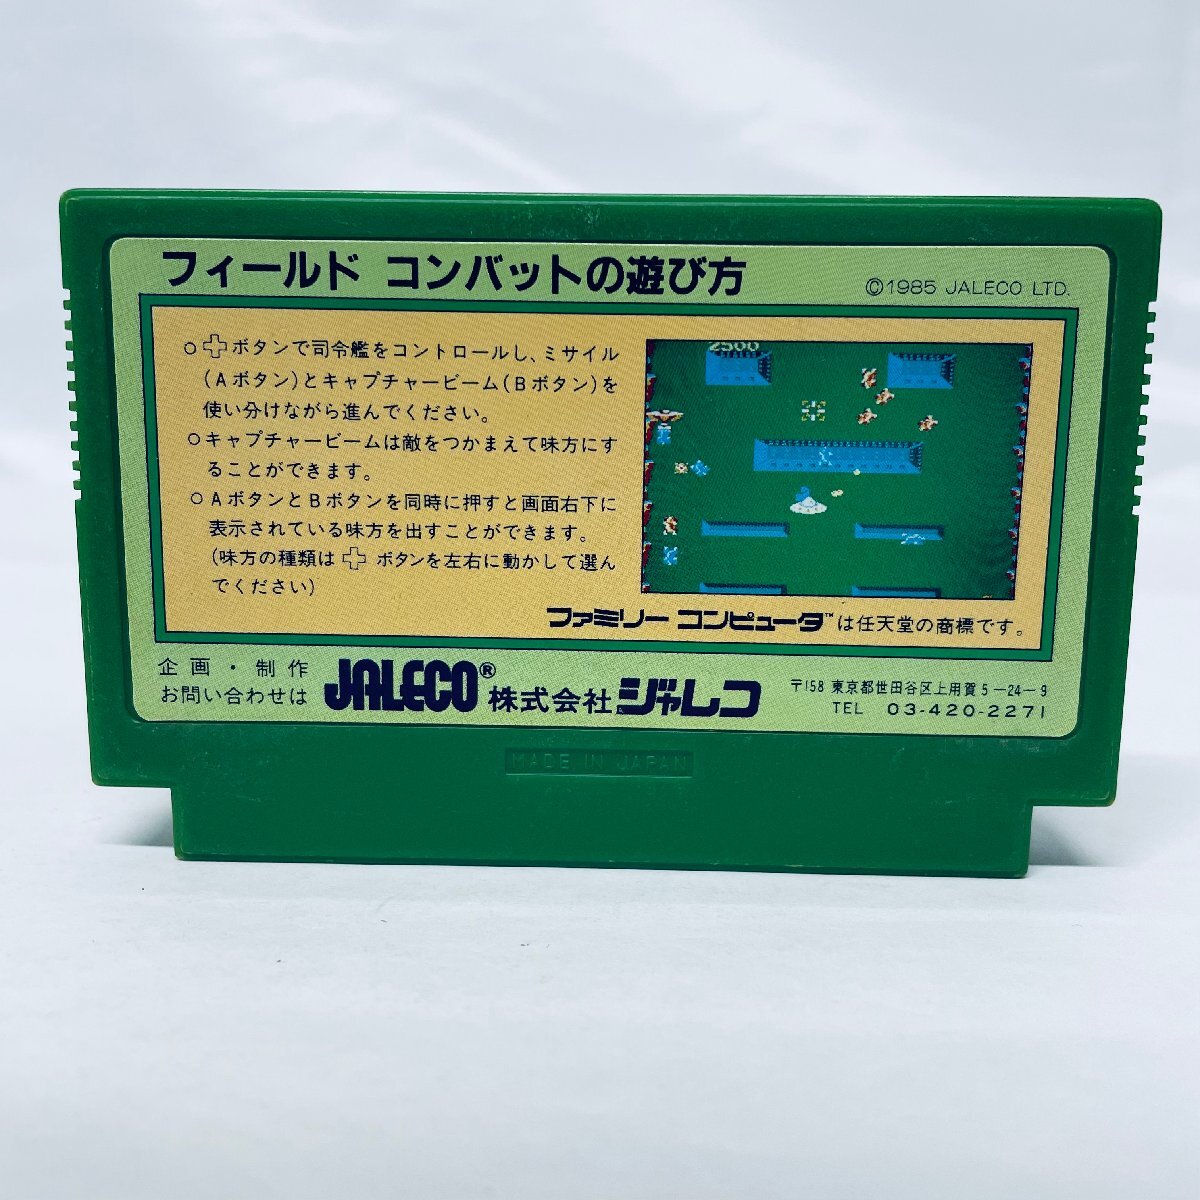 フィールド コンバットの遊び方
©1985 JALECO LTD.
○✚ボタンで司令艦をコントロールし、ミサイル
(Aボタン)とキャプチャービーム(Bボタン)を
使い分けながら進んでください。
○キャプチャービームは敵をつかまえて味方にす
ることができます。
○AボタンとBボタンを同時に押すと画面右下に
表示されている味方を出すことができます。
(味方の種類は✚ボタンを左右に動かして選ん
でください)
2500
ファミリー コンピュータ™は任天堂の商標です。
企画・制作
お問い合わせは
JALECO® 株式会社ジャレコ
〒158 東京都世田谷区上用賀5-24-9
TEL 03-420-2271
MADE IN JAPAN